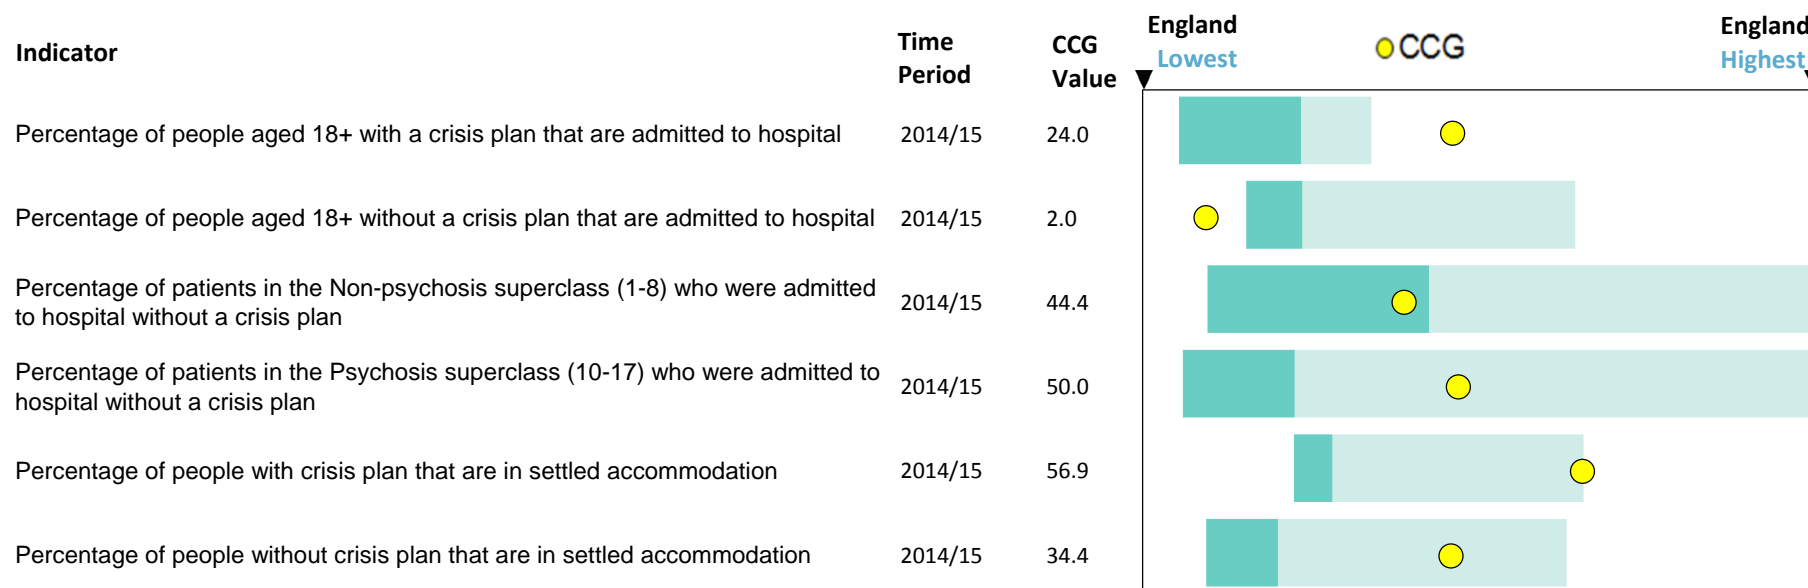 Indicator
Time
Period
CCG
Value
England
Lowest
CCG
England
Highest
Percentage of people aged 18+ with a crisis plan that are admitted to hospital 2014/15 24.0
Percentage of people aged 18+ without a crisis plan that are admitted to hospital 2014/15 2.0
Percentage of patients in the Non-psychosis superclass (1-8) who were admitted
to hospital without a crisis plan 2014/15 44.4
Percentage of patients in the Psychosis superclass (10-17) who were admitted to
hospital without a crisis plan 2014/15 50.0
Percentage of people with crisis plan that are in settled accommodation 2014/15 56.9
Percentage of people without crisis plan that are in settled accommodation 2014/15 34.4